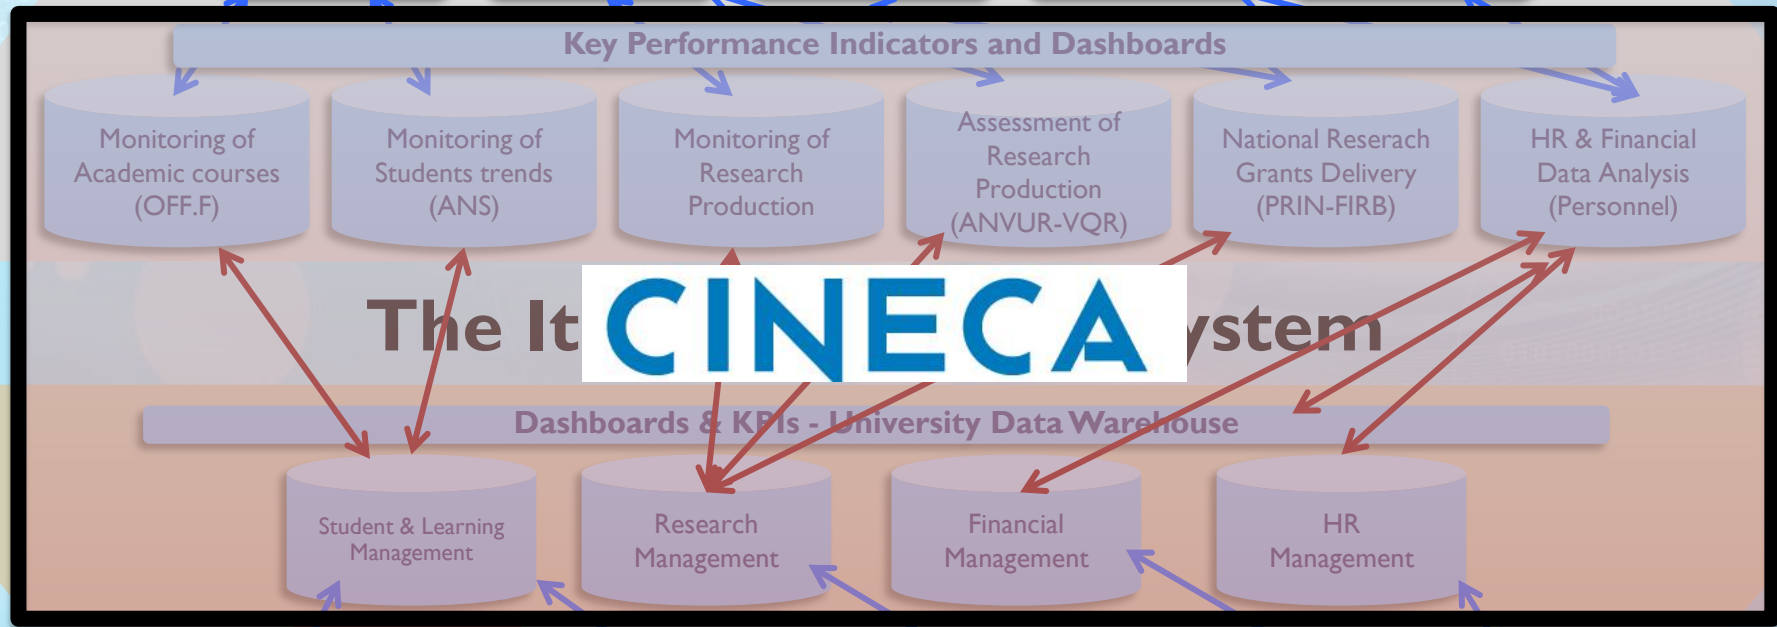 Key Performance Indicators and Dashboards
Monitoring of
Academic courses
(OFF.F)
Monitoring of
Students trends
(ANS)
Monitoring of
Research
Production
Assessment of
Research
Production
(ANVUR-VQR)
National Reserach
Grants Delivery
(PRIN-FIRB)
HR & Financial
Data Analysis
(Personnel)
The It
CINECA
ystem
Dashboards & KPIs - University Data Warehouse
Student & Learning
Management
Research
Management
Financial
Management
HR
Management